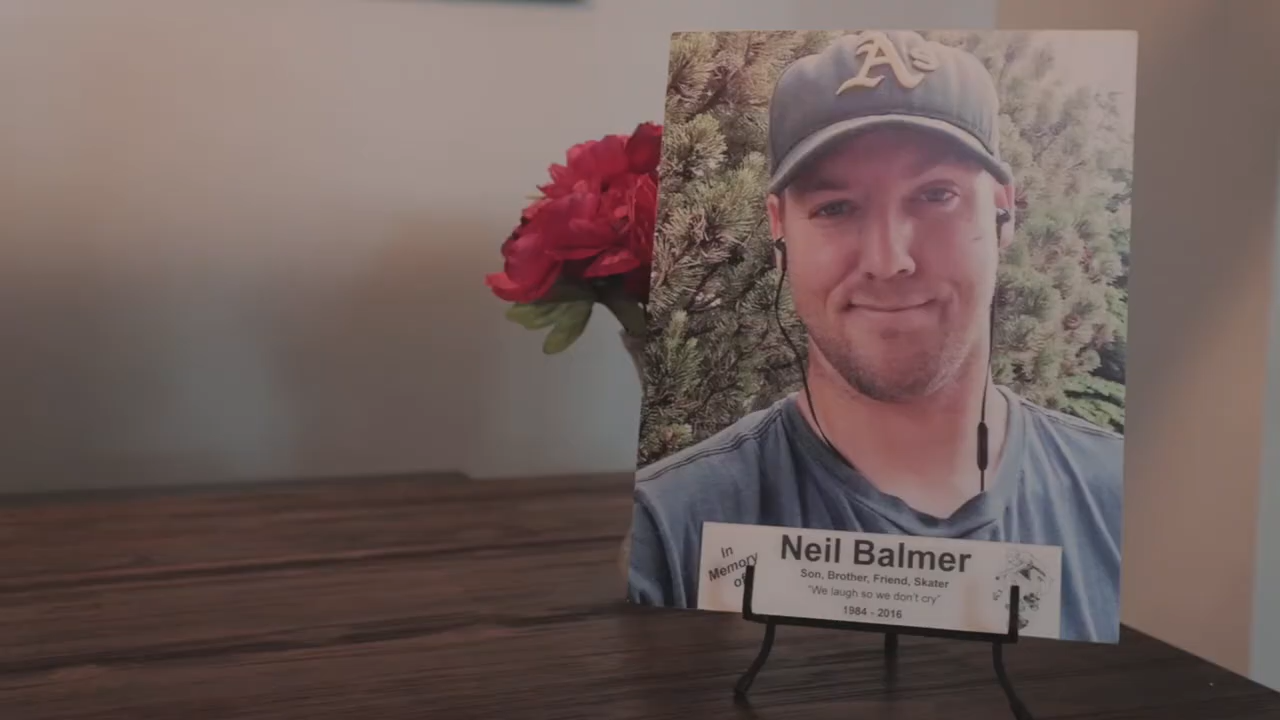 A's
In
Memory
of
Neil Balmer
Son, Brother, Friend, Skater
"We laugh so we don't cry"
1984 - 2016